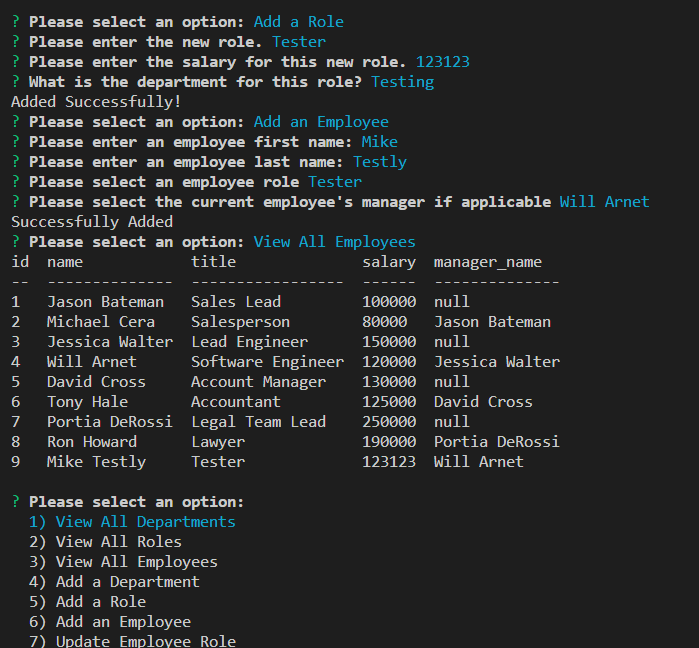 ? Please select an option: Add a Role
? Please enter the new role. Tester
? Please enter the salary for this new role. 123123
? What is the department for this role? Testing
Added Successfully!
? Please select an option: Add an Employee
? Please enter an employee first name: Mike
? Please enter an employee last name: Testly
? Please select an employee role Tester
? Please select the current employee's manager if applicable Will Arnet
Successfully Added
? Please select an option: View All Employees
id  name            title              salary  manager_name
--  --------------  -----------------  ------  --------------
1   Jason Bateman   Sales Lead         100000  null
2   Michael Cera    Salesperson        80000   Jason Bateman
3   Jessica Walter  Lead Engineer      150000  null
4   Will Arnet      Software Engineer  120000  Jessica Walter
5   David Cross     Account Manager    130000  null
6   Tony Hale       Accountant         125000  David Cross
7   Portia DeRossi  Legal Team Lead    250000  null
8   Ron Howard      Lawyer             190000  Portia DeRossi
9   Mike Testly     Tester             123123  Will Arnet
? Please select an option:
  1) View All Departments
  2) View All Roles
  3) View All Employees
  4) Add a Department
  5) Add a Role
  6) Add an Employee
  7) Update Employee Role